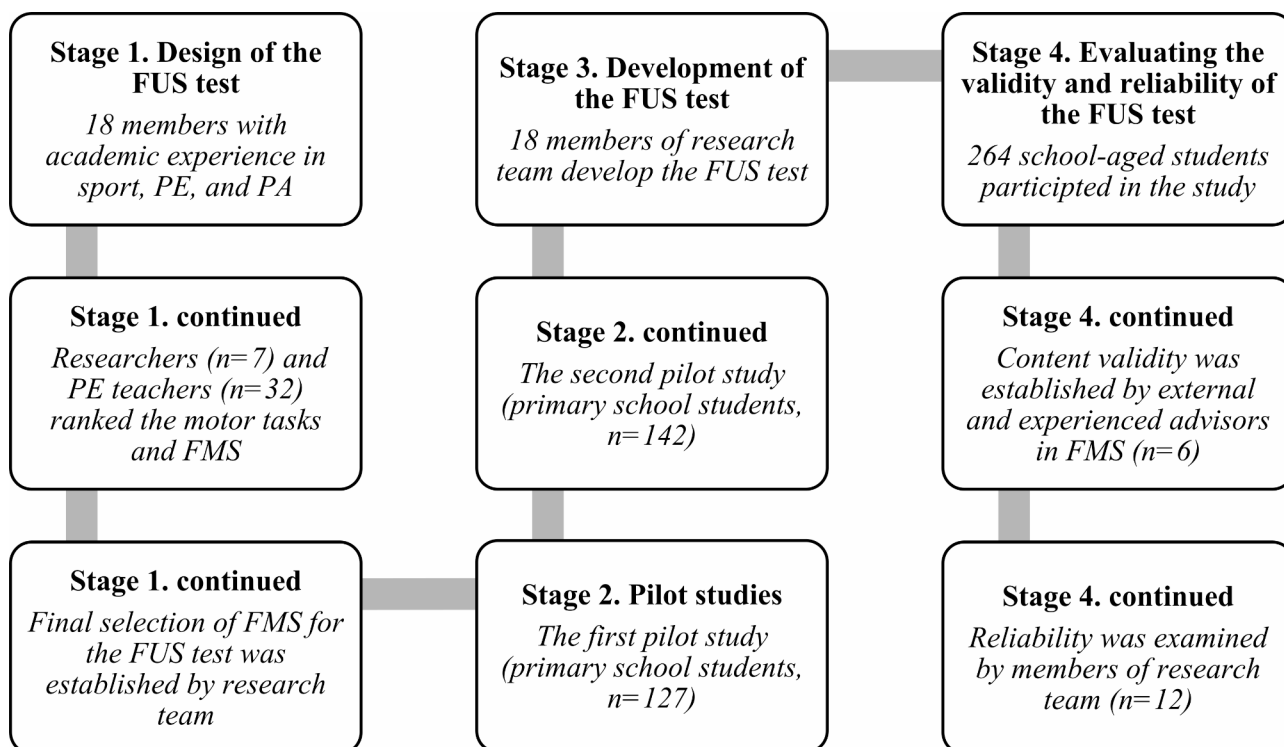 Stage 1. Design of the
FUS test
18 members with
academic experience in
sport, PE, and PA
Stage 1. continued
Researchers (n=7) and
PE teachers (n=32)
ranked the motor tasks
and FMS
Stage 1. continued
Final selection of FMS for
the FUS test was
established by research
team
Stage 2. Pilot studies
The first pilot study
(primary school students,
n=127)
Stage 2. continued
The second pilot study
(primary school students,
n=142)
Stage 3. Development of
the FUS test
18 members of research
team develop the FUS test
Stage 4. Evaluating the
validity and reliability of
the FUS test
264 school-aged students
participted in the study
Stage 4. continued
Content validity was
established by external
and experienced advisors
in FMS (n=6)
Stage 4. continued
Reliability was examined
by members of research
team (n=12)